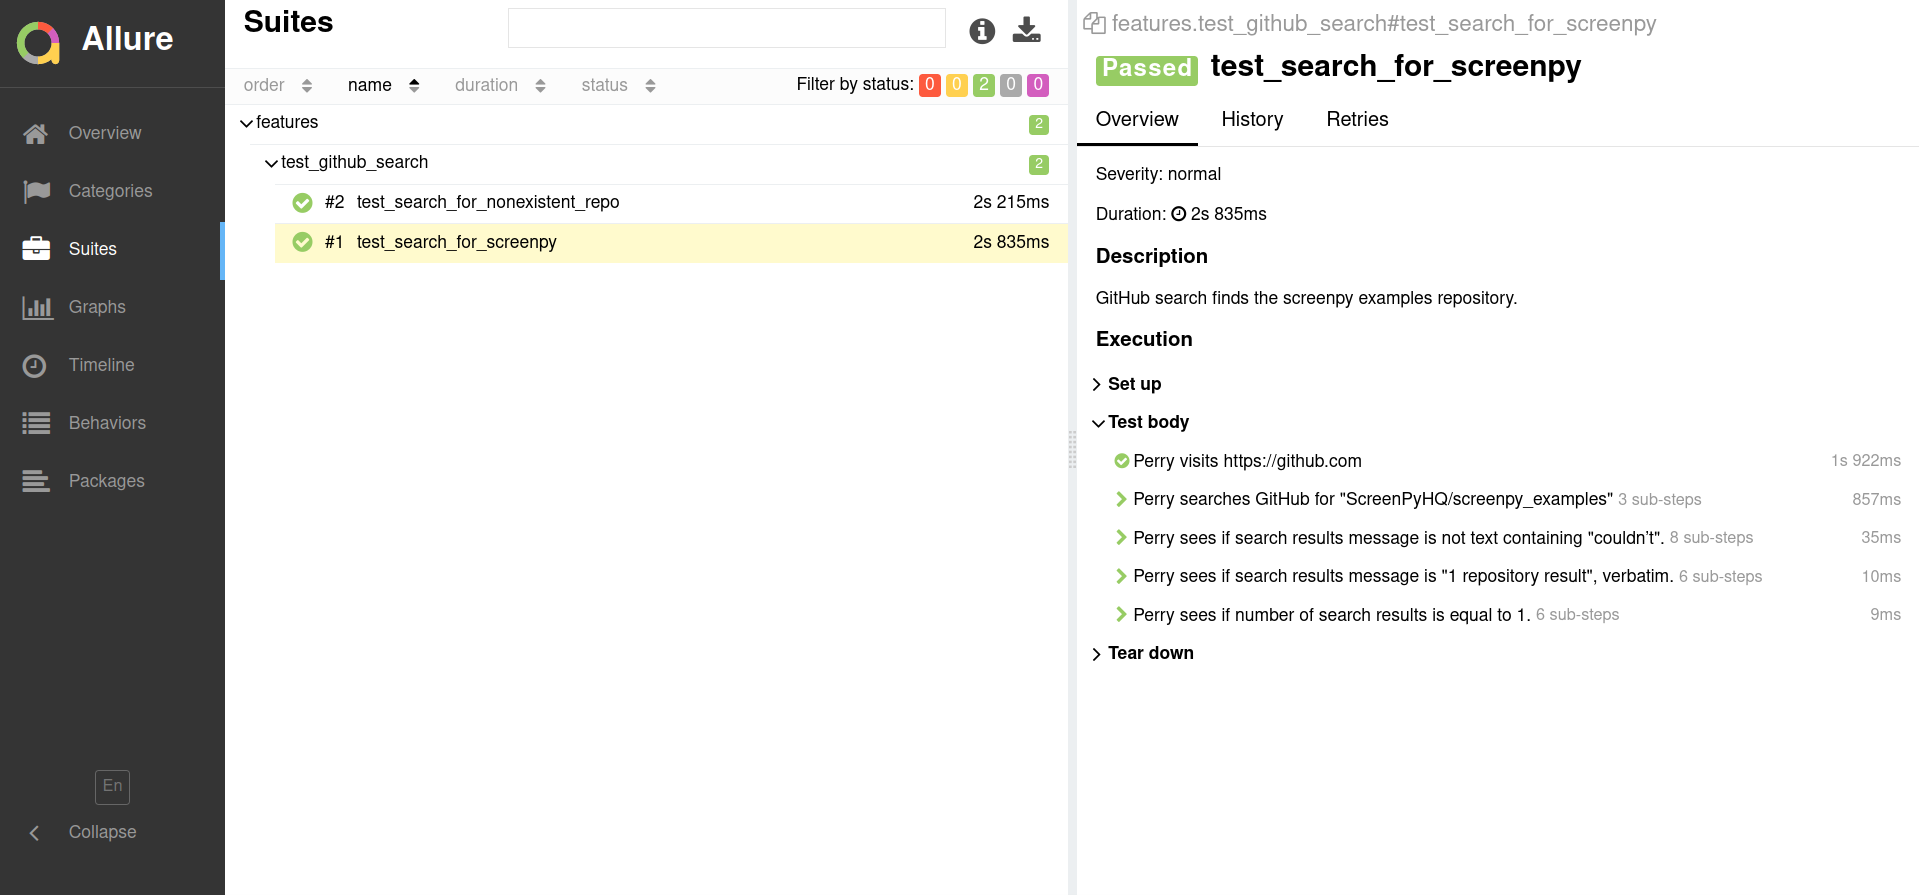 Allure
Overview
Categories
Suites
Graphs
Timeline
Behaviors
Packages
En
Collapse
Suites
order name duration status Filter by status: 0 0 2 0 0
features 2
test_github_search 2
#2 test_search_for_nonexistent_repo 2s 215ms
#1 test_search_for_screenpy 2s 835ms
features.test_github_search#test_search_for_screenpy
Passed test_search_for_screenpy
Overview History Retries
Severity: normal
Duration: 2s 835ms
Description
GitHub search finds the screenpy examples repository.
Execution
Set up
Test body
Perry visits https://github.com 1s 922ms
Perry searches GitHub for "ScreenPyHQ/screenpy_examples" 3 sub-steps 857ms
Perry sees if search results message is not text containing "couldn’t". 8 sub-steps 35ms
Perry sees if search results message is "1 repository result", verbatim. 6 sub-steps 10ms
Perry sees if number of search results is equal to 1. 6 sub-steps 9ms
Tear down